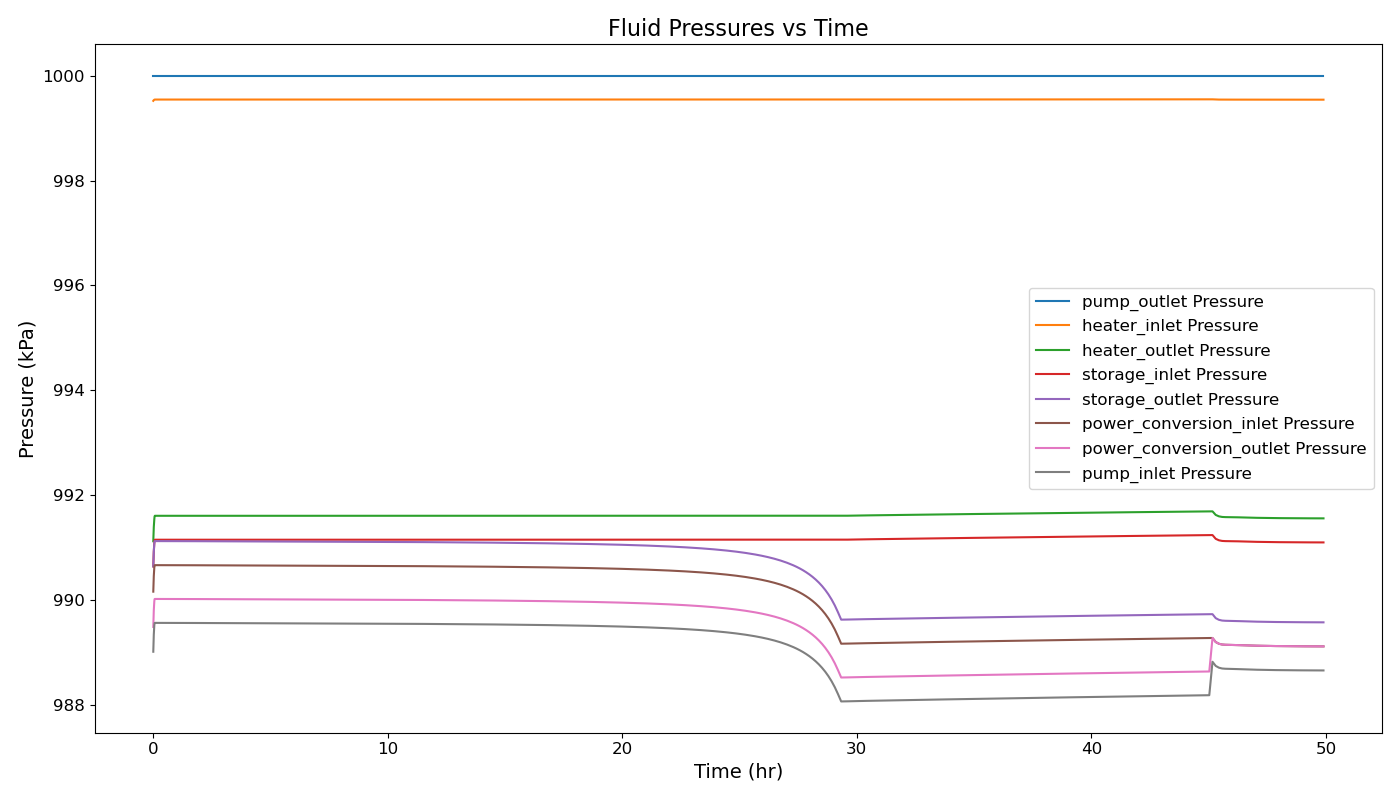 Fluid Pressures vs Time
1000
998
996
994
992
990
988
Pressure (kPa)
pump_outlet Pressure
heater_inlet Pressure
heater_outlet Pressure
storage_inlet Pressure
storage_outlet Pressure
power_conversion_inlet Pressure
power_conversion_outlet Pressure
pump_inlet Pressure
0 10 20 30 40 50
Time (hr)